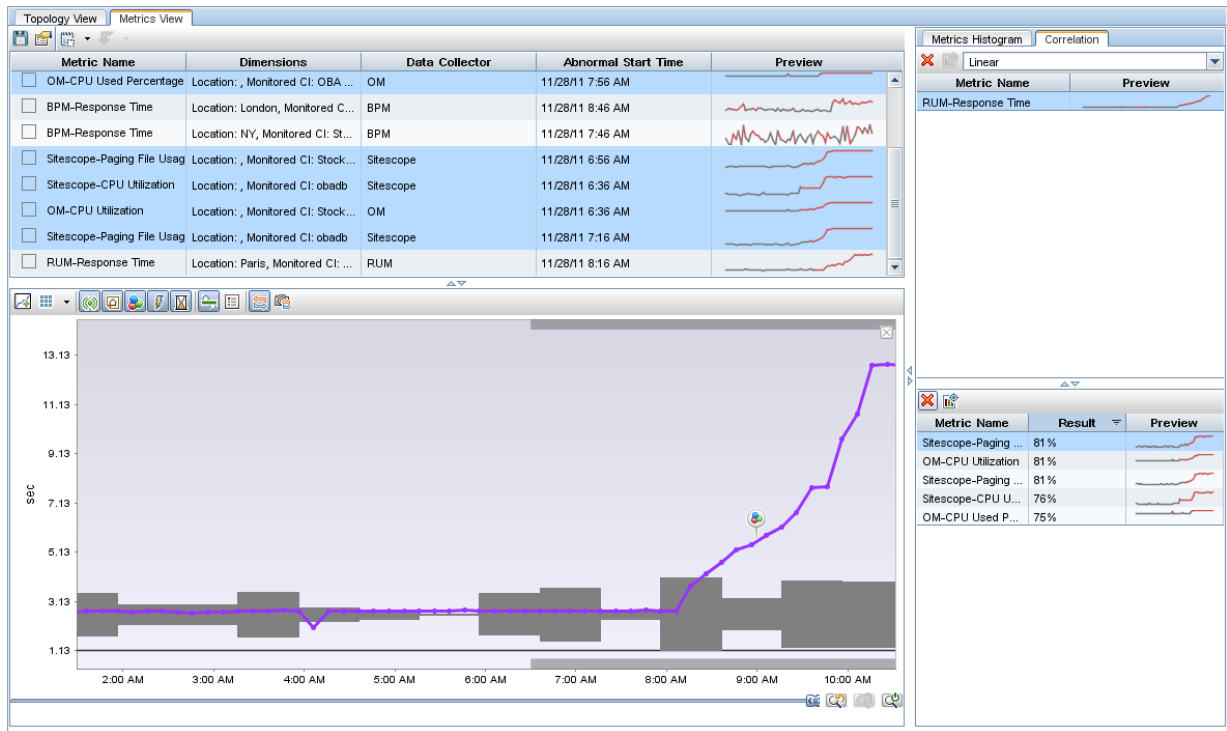 Topology View Metrics View
Metric Name Dimensions Data Collector Abnormal Start Time Preview
OM-CPU Used Percentage Location: , Monitored CI: OBA ... OM 11/28/11 7:56 AM
BPM-Response Time Location: London, Monitored C... BPM 11/28/11 8:46 AM
BPM-Response Time Location: NY, Monitored CI: St... BPM 11/28/11 7:46 AM
Sitescope-Paging File Usag Location: , Monitored CI: Stock... Sitescope 11/28/11 6:56 AM
Sitescope-CPU Utilization Location: , Monitored CI: obadb Sitescope 11/28/11 6:36 AM
OM-CPU Utilization Location: , Monitored CI: Stock... OM 11/28/11 6:36 AM
Sitescope-Paging File Usag Location: , Monitored CI: obadb Sitescope 11/28/11 7:16 AM
RUM-Response Time Location: Paris, Monitored CI: ... RUM 11/28/11 8:16 AM
13.13
11.13
9.13
sec
7.13
5.13
3.13
1.13
2:00 AM 3:00 AM 4:00 AM 5:00 AM 6:00 AM 7:00 AM 8:00 AM 9:00 AM 10:00 AM
Metrics Histogram Correlation
Linear
Metric Name Preview
RUM-Response Time
Metric Name Result Preview
Sitescope-Paging ... 81%
OM-CPU Utilization 81%
Sitescope-Paging ... 81%
Sitescope-CPU U... 76%
OM-CPU Used P... 75%